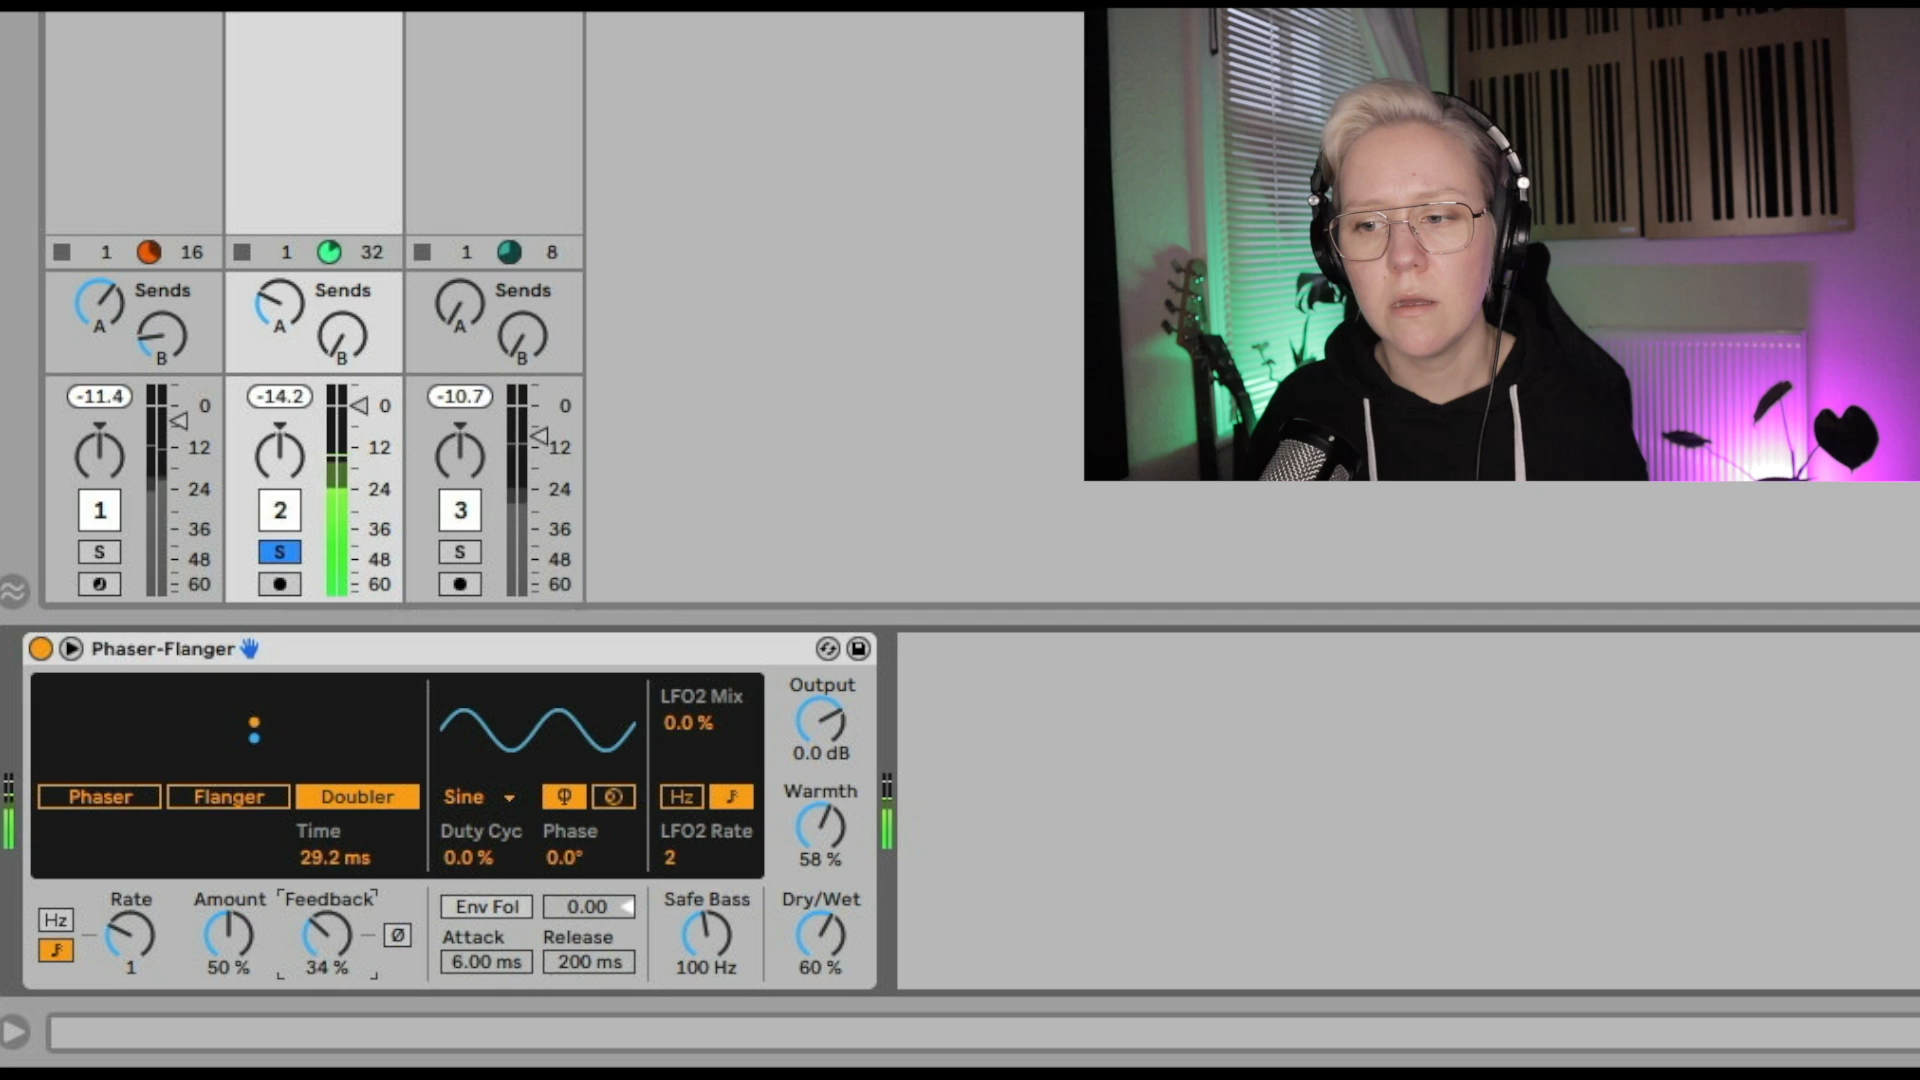 1 16 1 32 1 8
Sends Sends Sends
A B A B A B
-11.4 0 -14.2 0 -10.7 0
12 12 12
1 24 2 24 3 24
36 36 36
S 48 S 48 S 48
60 60 60
Phaser-Flanger
LFO2 Mix
0.0 %
Output
0.0 dB
Phaser Flanger Doubler Sine Φ Hz
Warmth
58 %
Time Duty Cyc Phase LFO2 Rate
29.2 ms 0.0 % 0.0° 2
Rate Amount Feedback Env Fol 0.00 Safe Bass Dry/Wet
Hz Ø Attack Release
1 50 % 34 % 6.00 ms 200 ms 100 Hz 60 %